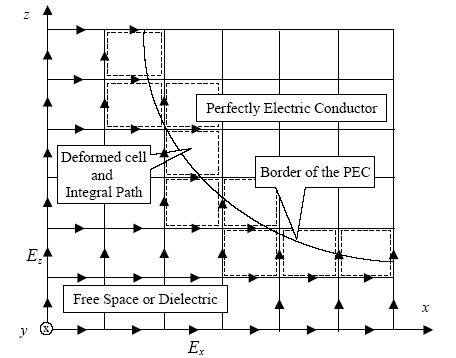 z
Perfectly Electric Conductor
Deformed cell
and
Integral Path
Border of the PEC
Ez
Free Space or Dielectric
x
y
x
Ex